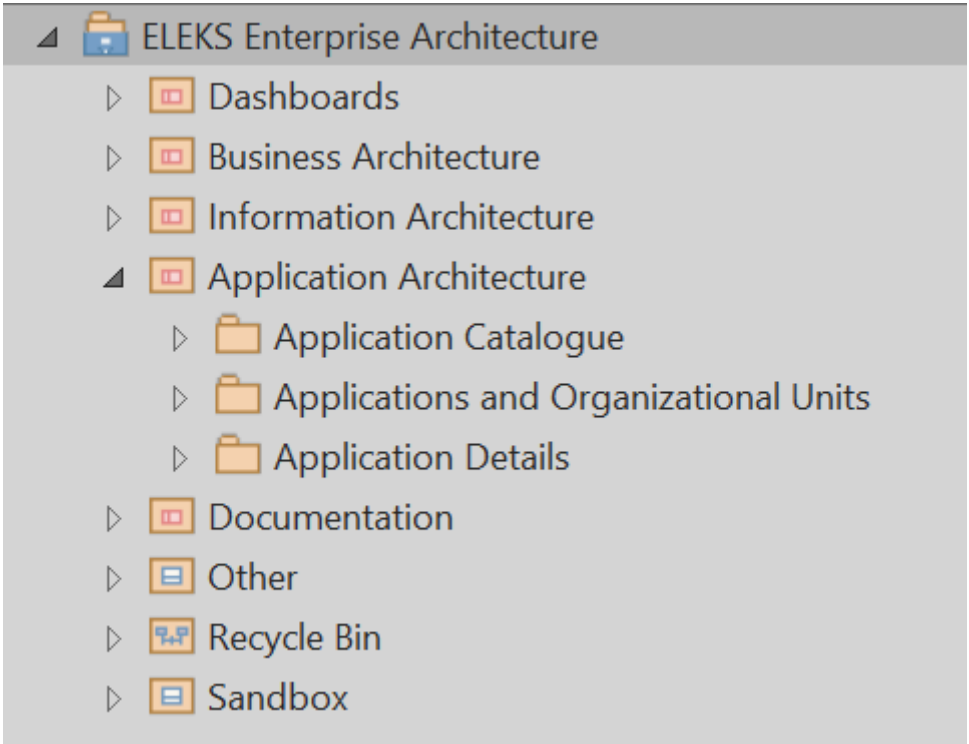 ELEKS Enterprise Architecture
Dashboards
Business Architecture
Information Architecture
Application Architecture
Application Catalogue
Applications and Organizational Units
Application Details
Documentation
Other
Recycle Bin
Sandbox